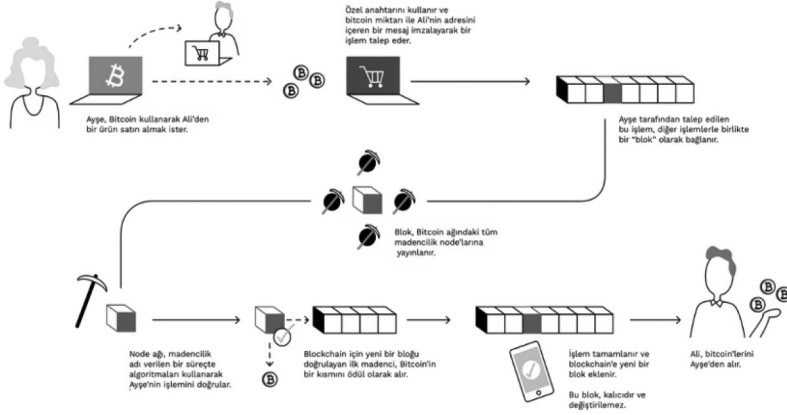 Özel anahtarını kullanır ve
bitcoin miktarı ile Ali'nin adresini
içeren bir mesaj imzalayarak bir
işlem talep eder.
Ayşe, Bitcoin kullanarak Ali'den
bir ürün satın almak ister.
Ayşe tarafından talep edilen
bu işlem, diğer işlemlerle birlikte
bir "blok" olarak bağlanır.
Blok, Bitcoin ağındaki tüm
madencilik node'larına
yayınlanır.
Node ağı, madencilik
adı verilen bir süreçte
algoritmaları kullanarak
Ayşe'nin işlemini doğrular.
Blockchain için yeni bir bloğu
doğrulayan ilk madenci, Bitcoin'in
bir kısmını ödül olarak alır.
İşlem tamamlanır ve
blockchain'e yeni bir
blok eklenir.
Bu blok, kalıcıdır ve
değiştirilemez.
Ali, bitcoin'lerini
Ayşe'den alır.